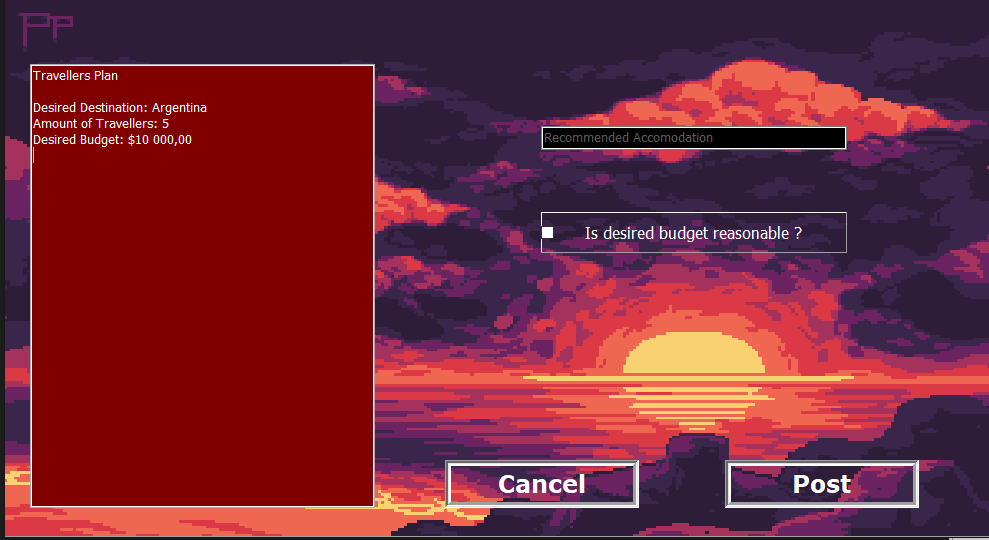 PP
Travellers Plan
Desired Destination: Argentina
Amount of Travellers: 5
Desired Budget: $10 000,00
Recommended Accomodation
Is desired budget reasonable ?
Cancel
Post